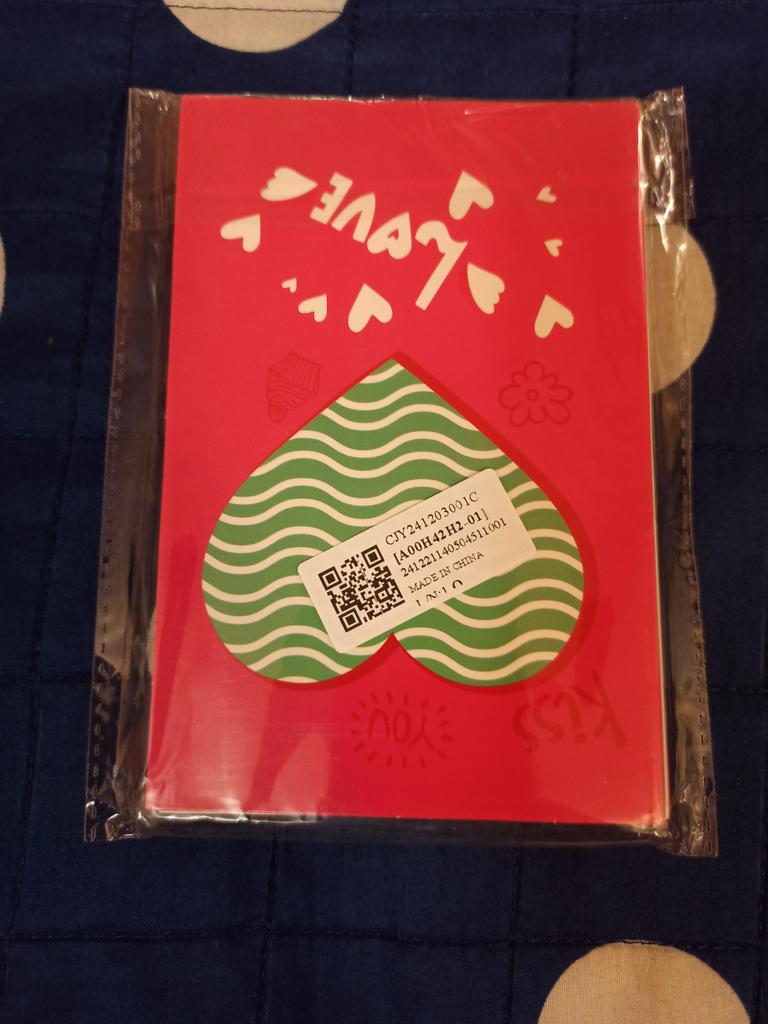 LOVE
CJY241203001C
[A00H42H2-01]
241221140504511001
MADE IN CHINA
Kiss
YOU